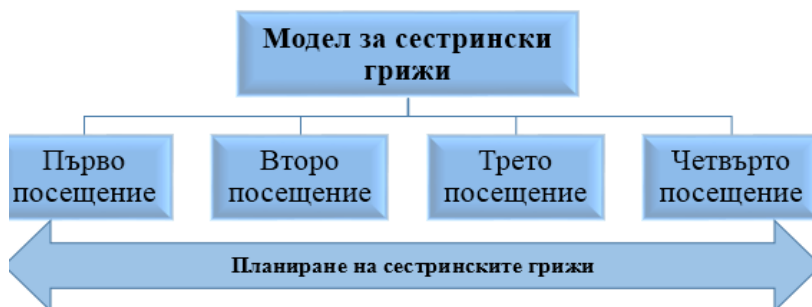 Модел за сестрински
грижи
Първо
посещение
Второ
посещение
Трето
посещение
Четвърто
посещение
Планиране на сестринските грижи